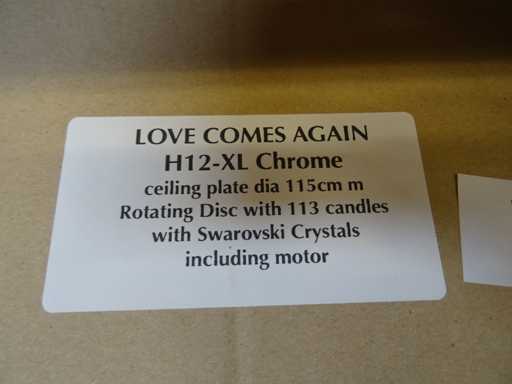 LOVE COMES AGAIN
H12-XL Chrome
ceiling plate dia 115cm m
Rotating Disc with 113 candles
with Swarovski Crystals
including motor